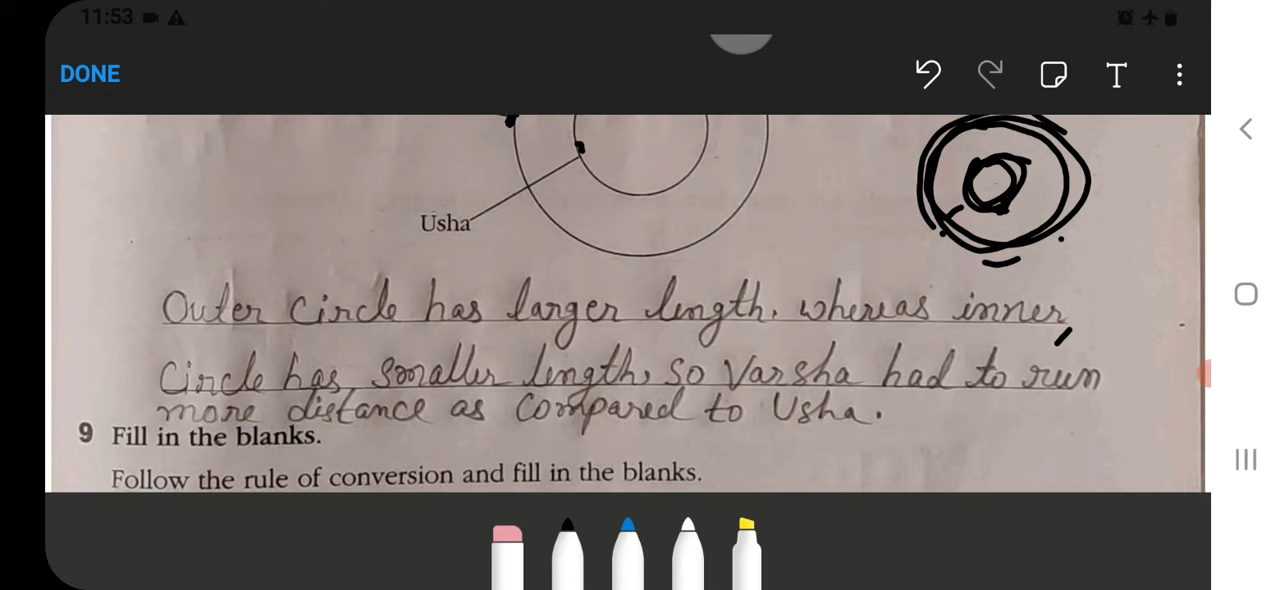 11:53
DONE
T
Usha
Outer Circle has larger length. whereas inner
Circle has smaller length, so Varsha had to run
more distance as compared to Usha.
9 Fill in the blanks.
Follow the rule of conversion and fill in the blanks.